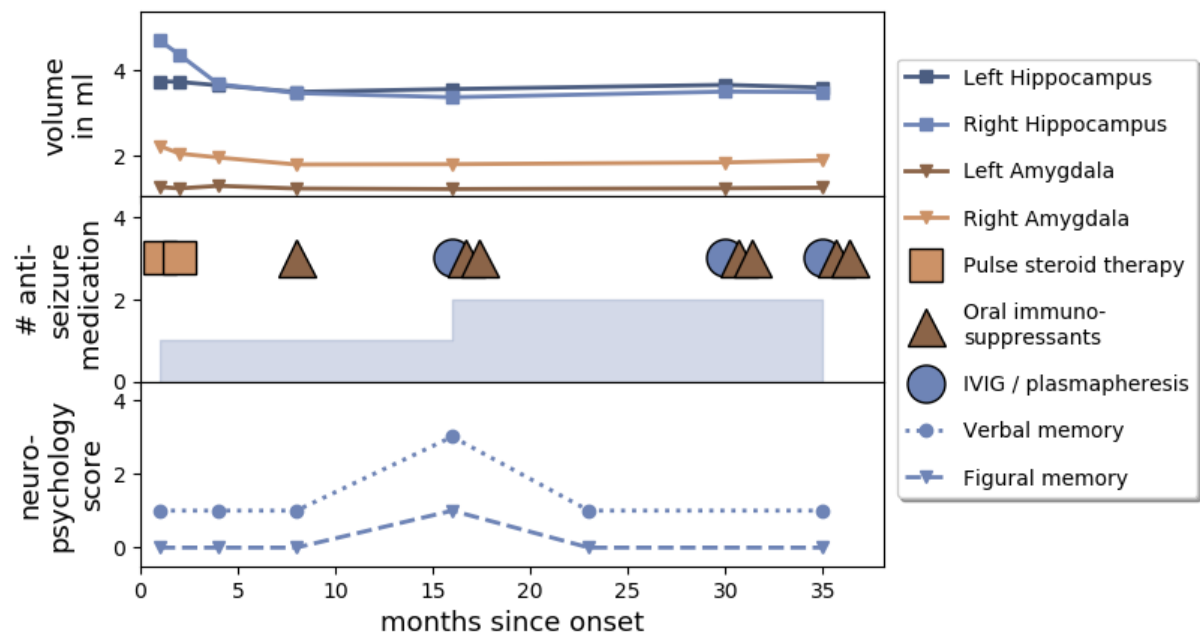 volume
in ml
4
2
# anti-
seizure
medication
4
2
0
neuro-
psychology
score
4
2
0
0 5 10 15 20 25 30 35
months since onset
Left Hippocampus
Right Hippocampus
Left Amygdala
Right Amygdala
Pulse steroid therapy
Oral immuno-
suppressants
IVIG / plasmapheresis
Verbal memory
Figural memory